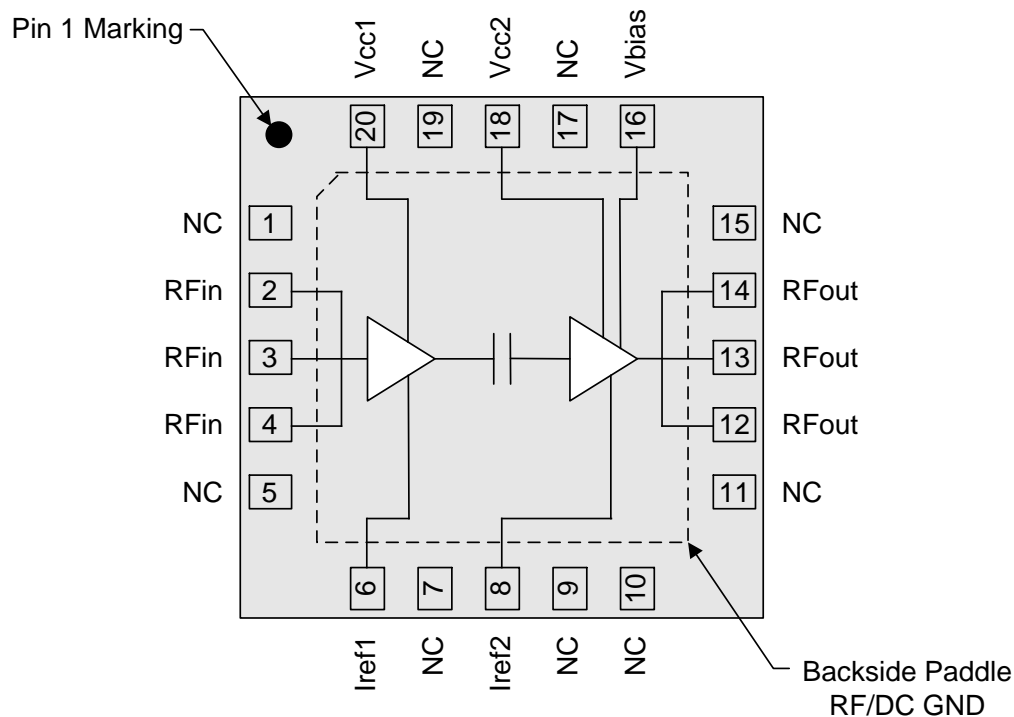 Pin 1 Marking
Vcc1
NC
Vcc2
NC
Vbias
20
19
18
17
16
NC 1
15 NC
RFin 2
14 RFout
RFin 3
13 RFout
RFin 4
12 RFout
NC 5
11 NC
6
7
8
9
10
Iref1
NC
Iref2
NC
NC
Backside Paddle
RF/DC GND